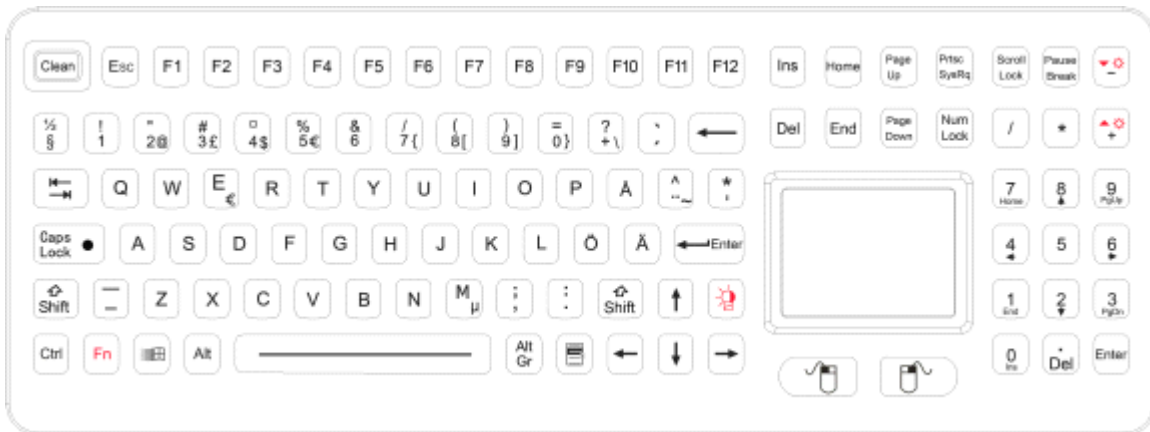 Clean Esc F1 F2 F3 F4 F5 F6 F7 F8 F9 F10 F11 F12 Ins Home Page Up Prtsc SysRq Scroll Lock Pause Break -
½ § ! 1 " 2@ # 3£ ¤ 4$ % 5€ & 6 / 7{ ( 8[ ) 9] = 0} ? +\ ` ´ Del End Page Down Num Lock / * +
Q W E € R T Y U I O P Å ^ ¨~ * ' 7 Home 8 9 PgUp
Caps Lock A S D F G H J K L Ö Ä Enter 4 5 6
Shift _ – Z X C V B N M µ ; , : . Shift 1 End 2 3 PgDn
Ctrl Fn Alt Alt Gr 0 Ins . Del Enter